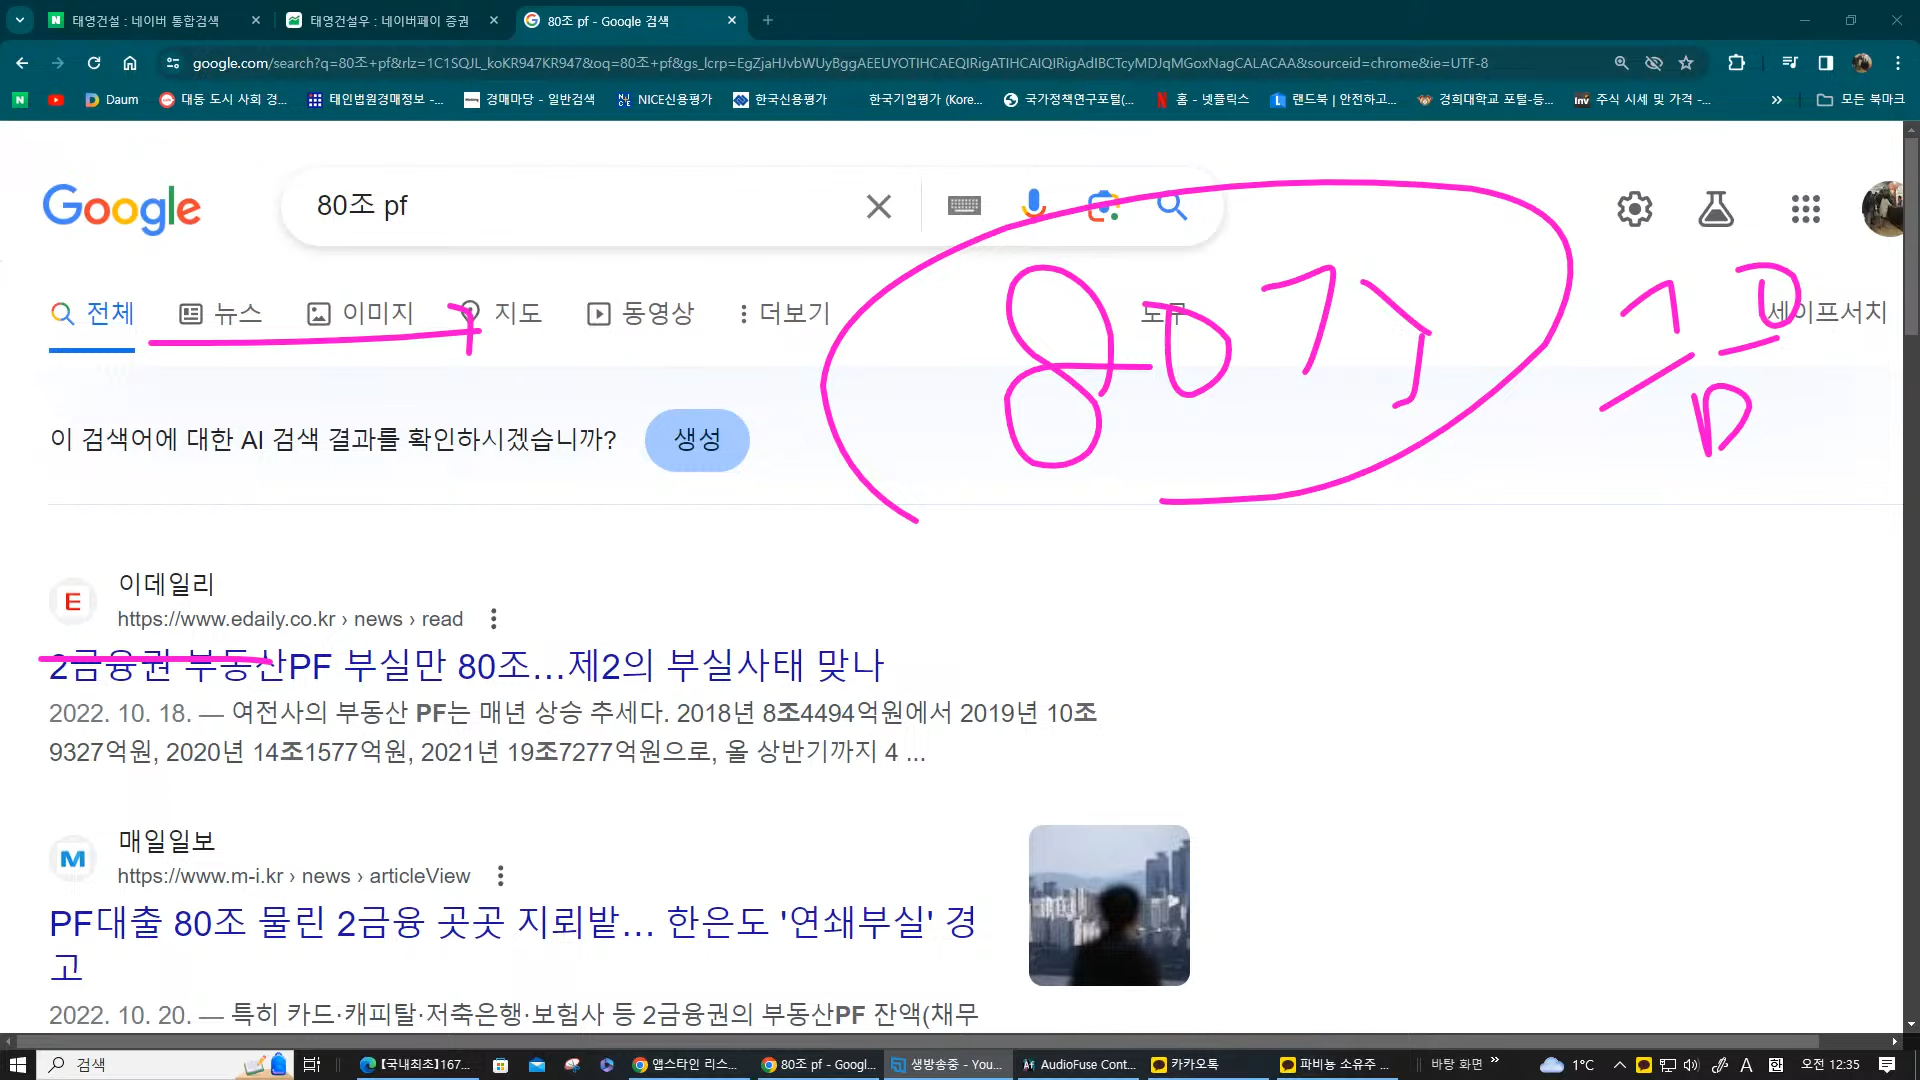 태영건설 : 네이버 통합검색
태영건설우 : 네이버페이 증권
80조 pf - Google 검색
google.com/search?q=80조+pf&rlz=1C1SQJL_koKR947KR947&oq=80조+pf&gs_lcrp=EgZjaHJvbWUyBggAEEUYOTIHCAEQIRigATIHCAIQIRigAdIBCTcyMDJqMGoxNagCALACAA&sourceid=chrome&ie=UTF-8
Daum
대동 도시 사회 경...
태인법원경매정보 -...
경매마당 - 일반검색
NICE신용평가
한국신용평가
한국기업평가 (Kore...
국가정책연구포털(...
홈 - 넷플릭스
랜드북 | 안전하고...
경희대학교 포털-등...
Inv 주식 시세 및 가격 -...
모든 북마크
Google
80조 pf
전체
뉴스
이미지
지도
동영상
더보기
도구
세이프서치
80
이 검색어에 대한 AI 검색 결과를 확인하시겠습니까?
생성
E
이데일리
https://www.edaily.co.kr › news › read
2금융권 부동산PF 부실만 80조...제2의 부실사태 맞나
2022. 10. 18. — 여전사의 부동산 PF는 매년 상승 추세다. 2018년 8조4494억원에서 2019년 10조
9327억원, 2020년 14조1577억원, 2021년 19조7277억원으로, 올 상반기까지 4 ...
M
매일일보
https://www.m-i.kr › news › articleView
PF대출 80조 물린 2금융 곳곳 지뢰밭... 한은도 '연쇄부실' 경
고
2022. 10. 20. — 특히 카드·캐피탈·저축은행·보험사 등 2금융권의 부동산PF 잔액(채무
검색
【국내최초】167...
앱스타인 리스...
80조 pf - Googl...
생방송중 - You...
AudioFuse Cont...
카카오톡
파비뇽 소유주 ...
바탕 화면
1°C
A
한
오전 12:35